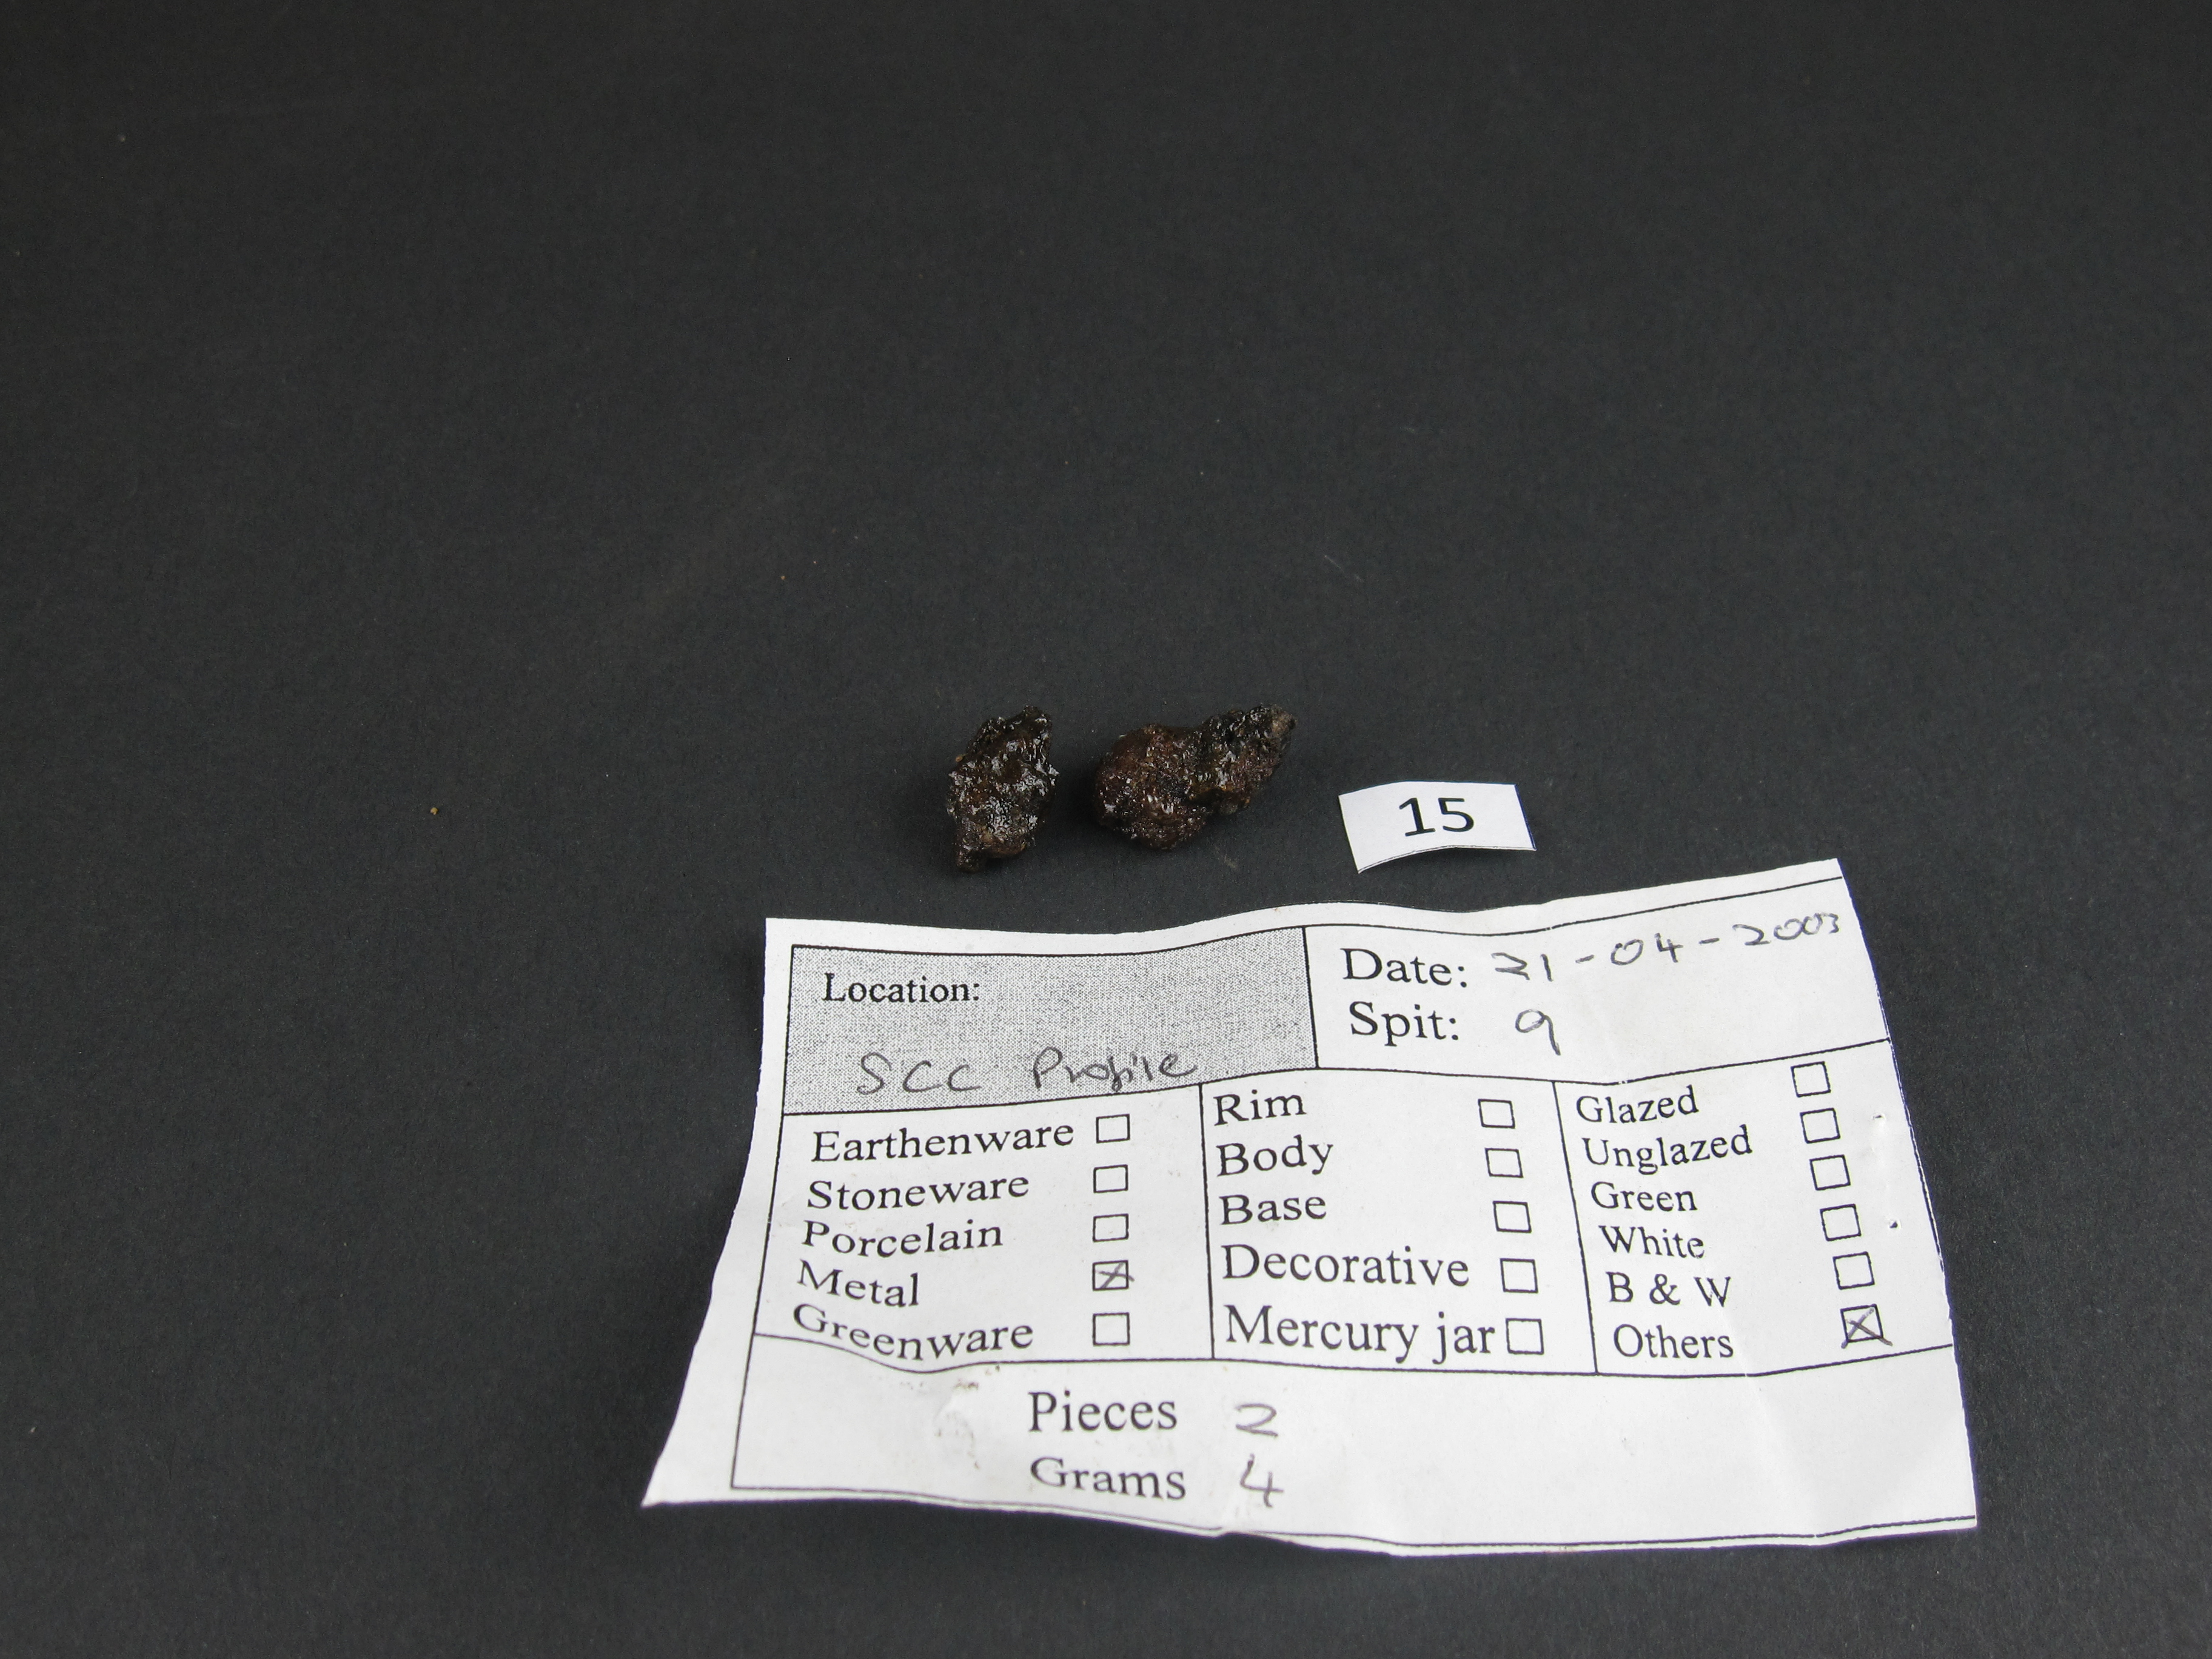 15
Location:
SCC Profile
Date: 21-04-2003
Spit: 9
Earthenware ☐
Stoneware ☐
Porcelain ☐
Metal ☒
Greenware ☐
Rim ☐
Body ☐
Base ☐
Decorative ☐
Mercury jar ☐
Glazed ☐
Unglazed ☐
Green ☐
White ☐
B & W ☐
Others ☒
Pieces 2
Grams 4